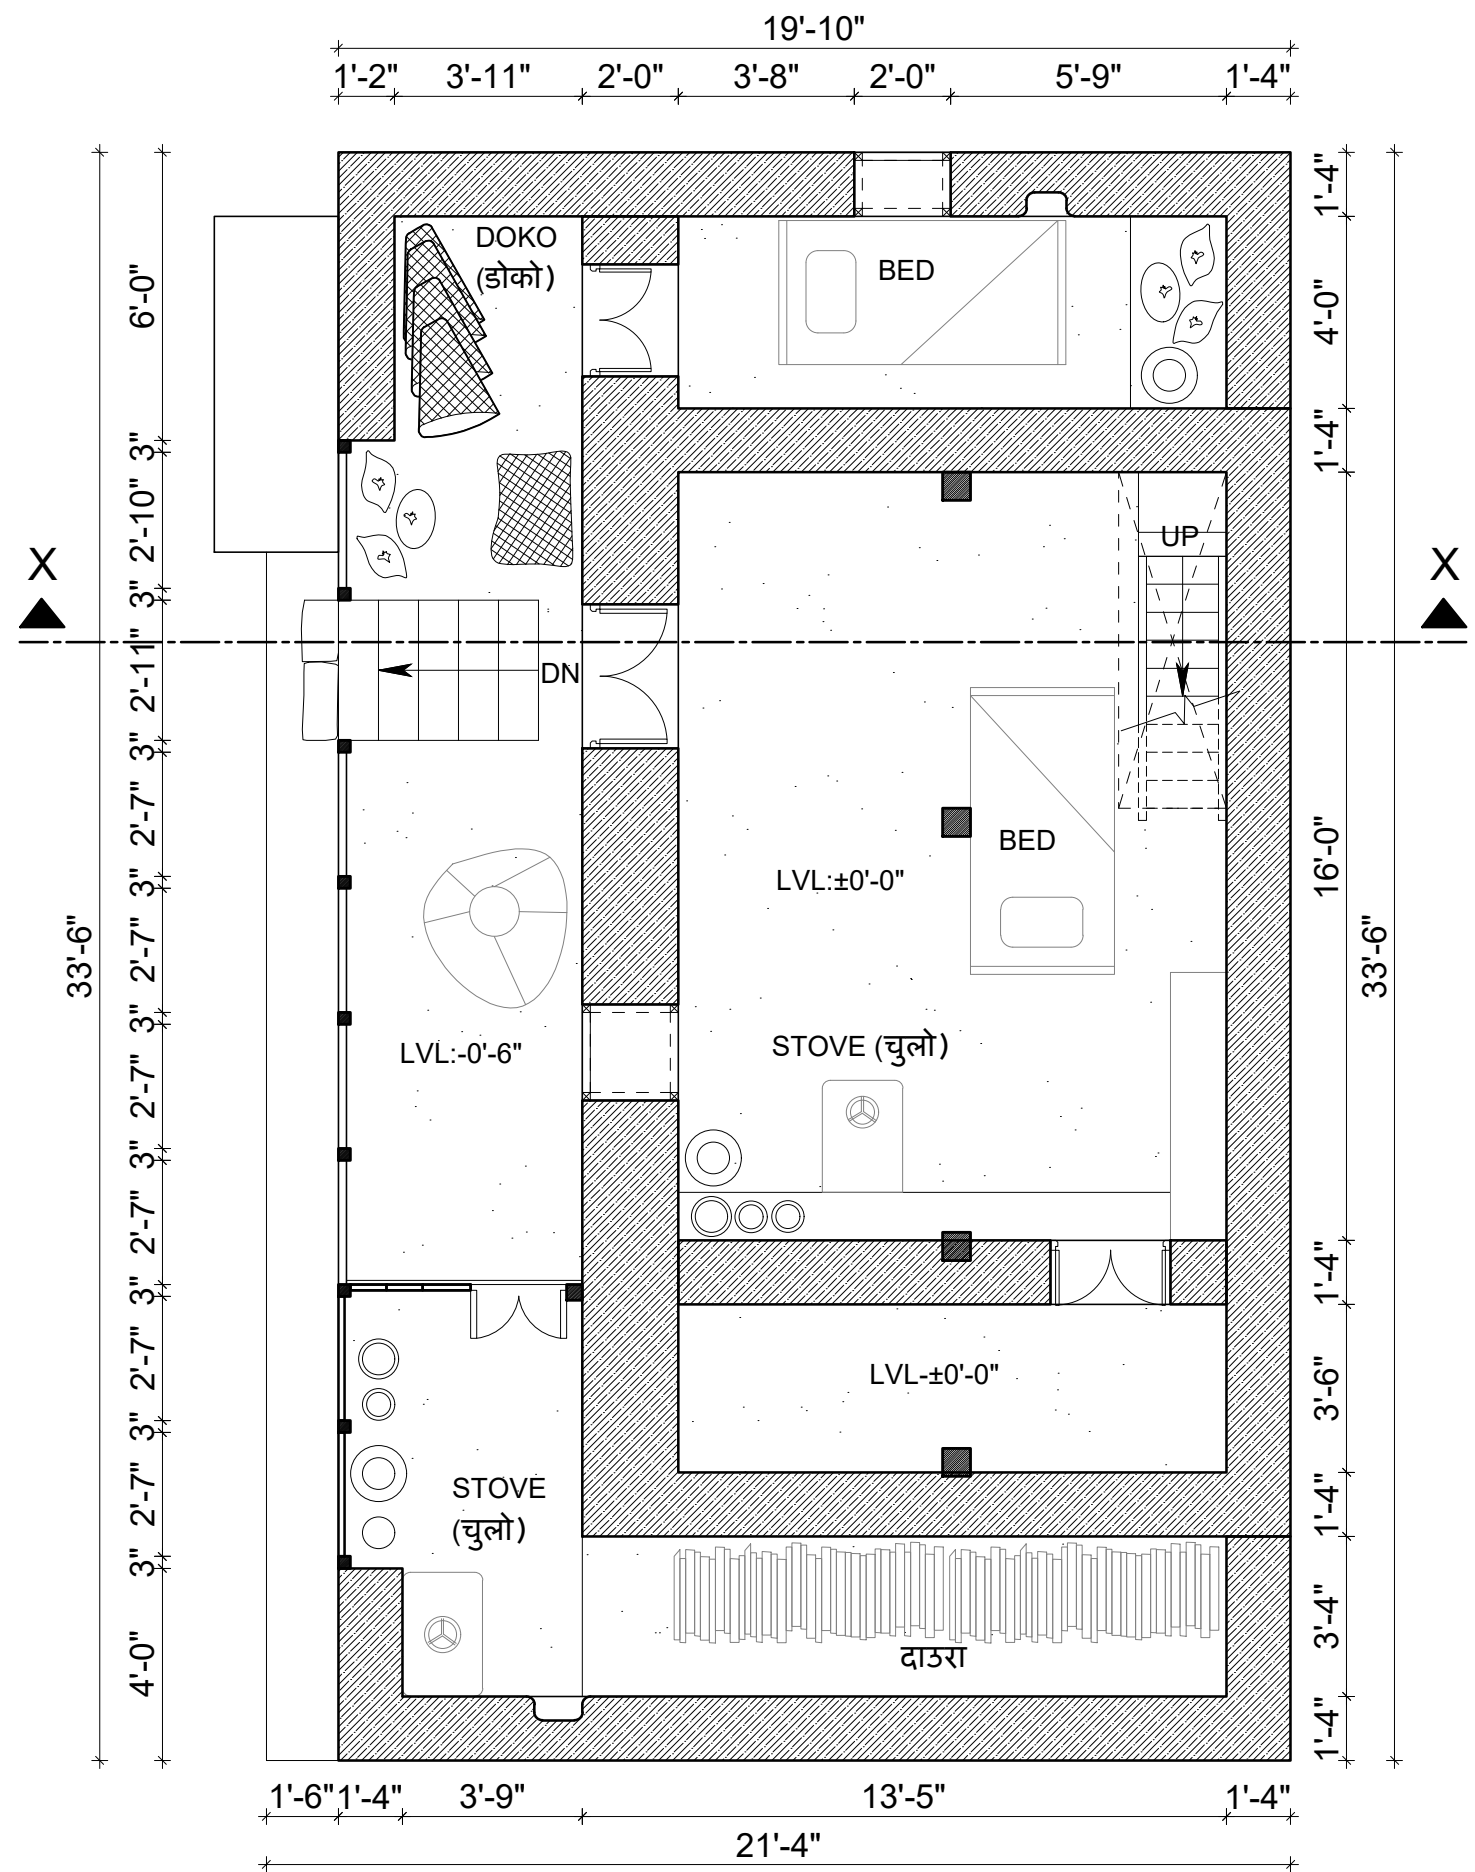 19'-10"
1'-2" 3'-11" 2'-0" 3'-8" 2'-0" 5'-9" 1'-4"
DOKO
(डोको)
BED
UP
X
X
DN
BED
LVL:±0'-0"
LVL:-0'-6"
STOVE (चुलो)
LVL-±0'-0"
STOVE
(चुलो)
दाउरा
33'-6"
6'-0"
3"
2'-10"
3"
2'-11"
3"
2'-7"
3"
2'-7"
3"
2'-7"
3"
2'-7"
3"
2'-7"
3"
2'-7"
3"
4'-0"
1'-4"
4'-0"
1'-4"
16'-0"
1'-4"
3'-6"
1'-4"
3'-4"
1'-4"
33'-6"
1'-6" 1'-4" 3'-9" 13'-5" 1'-4"
21'-4"